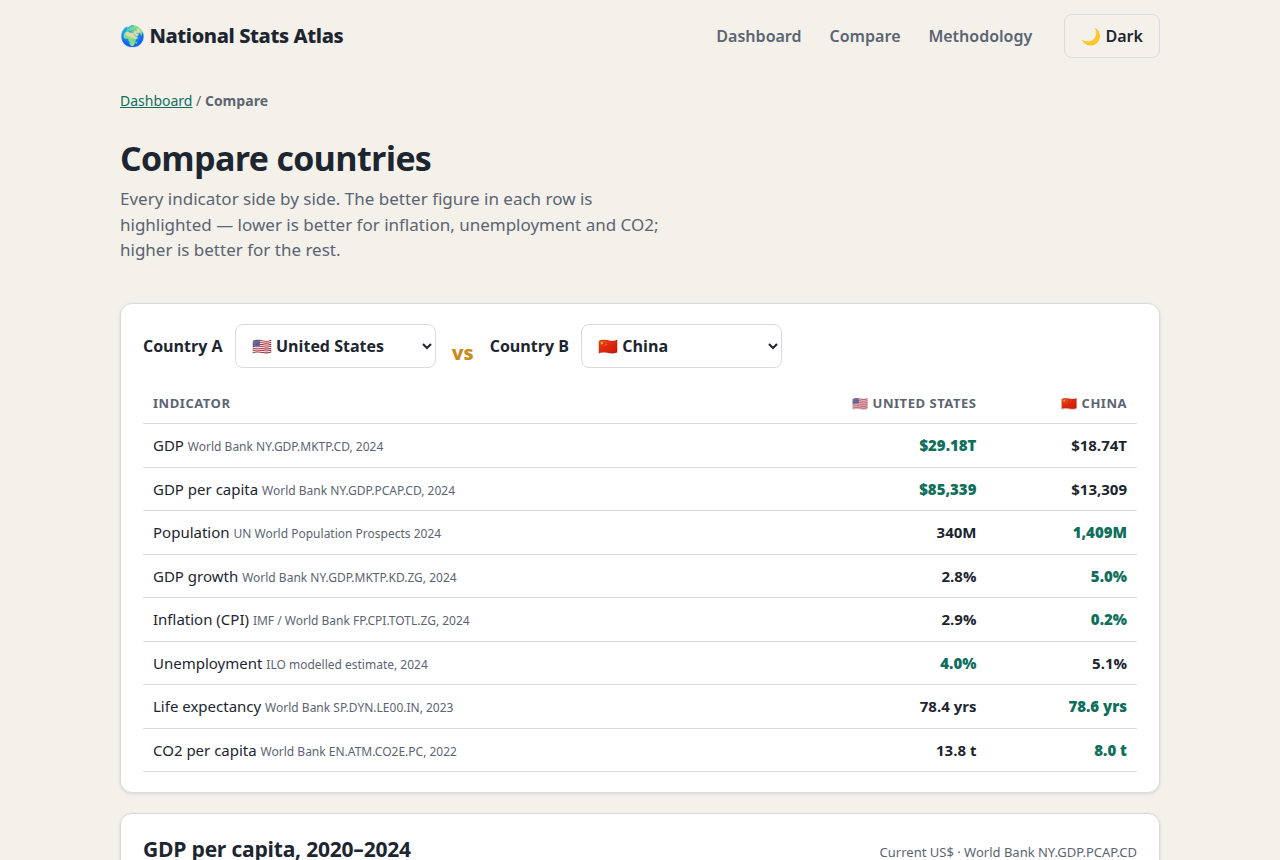 🌍 National Stats Atlas Dashboard Compare Methodology 🌙 Dark
Dashboard / Compare
Compare countries
Every indicator side by side. The better figure in each row is
highlighted — lower is better for inflation, unemployment and CO2;
higher is better for the rest.
Country A 🇺🇸 United States vs Country B 🇨🇳 China
INDICATOR 🇺🇸 UNITED STATES 🇨🇳 CHINA
GDP World Bank NY.GDP.MKTP.CD, 2024 $29.18T $18.74T
GDP per capita World Bank NY.GDP.PCAP.CD, 2024 $85,339 $13,309
Population UN World Population Prospects 2024 340M 1,409M
GDP growth World Bank NY.GDP.MKTP.KD.ZG, 2024 2.8% 5.0%
Inflation (CPI) IMF / World Bank FP.CPI.TOTL.ZG, 2024 2.9% 0.2%
Unemployment ILO modelled estimate, 2024 4.0% 5.1%
Life expectancy World Bank SP.DYN.LE00.IN, 2023 78.4 yrs 78.6 yrs
CO2 per capita World Bank EN.ATM.CO2E.PC, 2022 13.8 t 8.0 t
GDP per capita, 2020–2024 Current US$ · World Bank NY.GDP.PCAP.CD